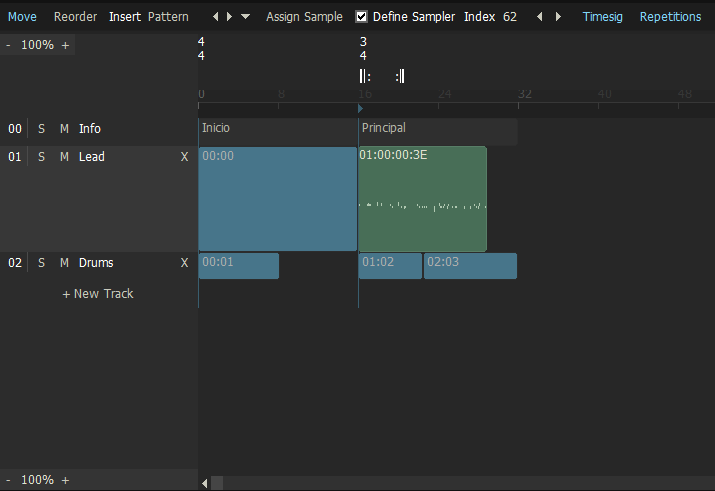 Move Reorder Insert Pattern Assign Sample Define Sampler Index 62 Timesig Repetitions
- 100% +
4 3
4 4
0 8 16 24 32 40 48
00 S M Info Inicio Principal
01 S M Lead X 00:00 01:00:00:3E
02 S M Drums X 00:01 01:02 02:03
+ New Track
- 100% +